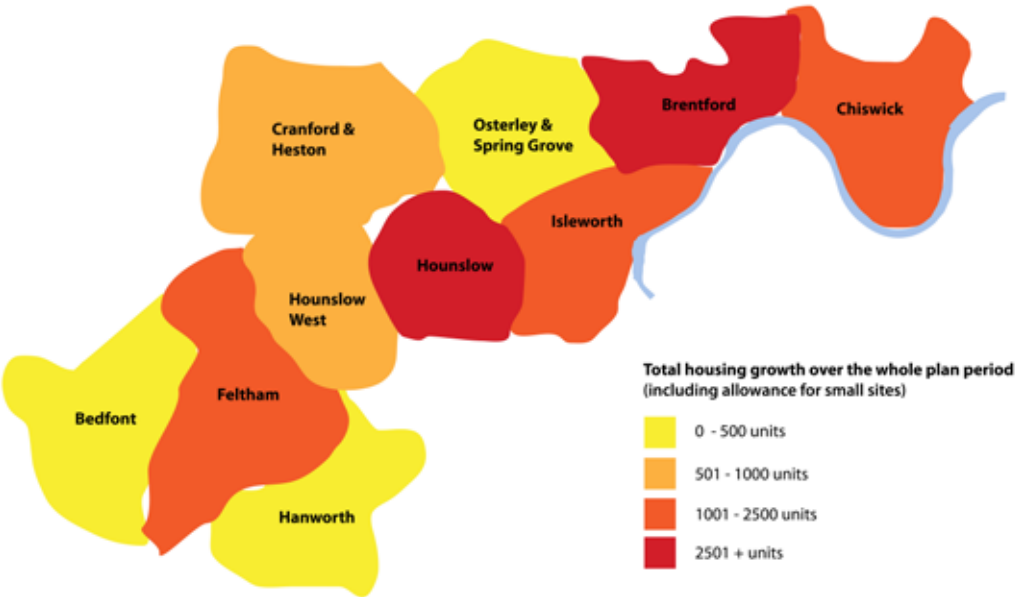 Cranford &
Heston
Osterley &
Spring Grove
Brentford
Chiswick
Isleworth
Hounslow
Hounslow
West
Feltham
Bedfont
Hanworth
Total housing growth over the whole plan period
(including allowance for small sites)
0 - 500 units
501 - 1000 units
1001 - 2500 units
2501 + units